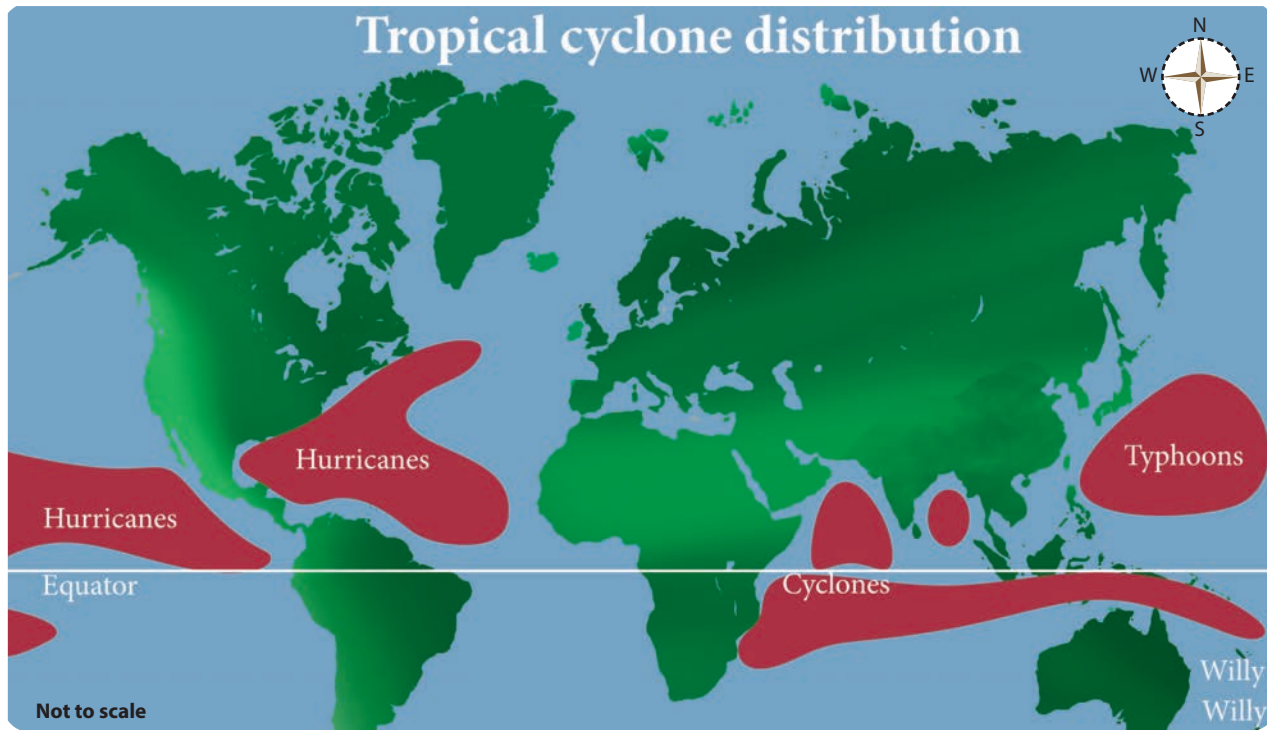 Tropical cyclone distribution
N
W E
S
Hurricanes
Typhoons
Hurricanes
Equator
Cyclones
Willy
Willy
Not to scale